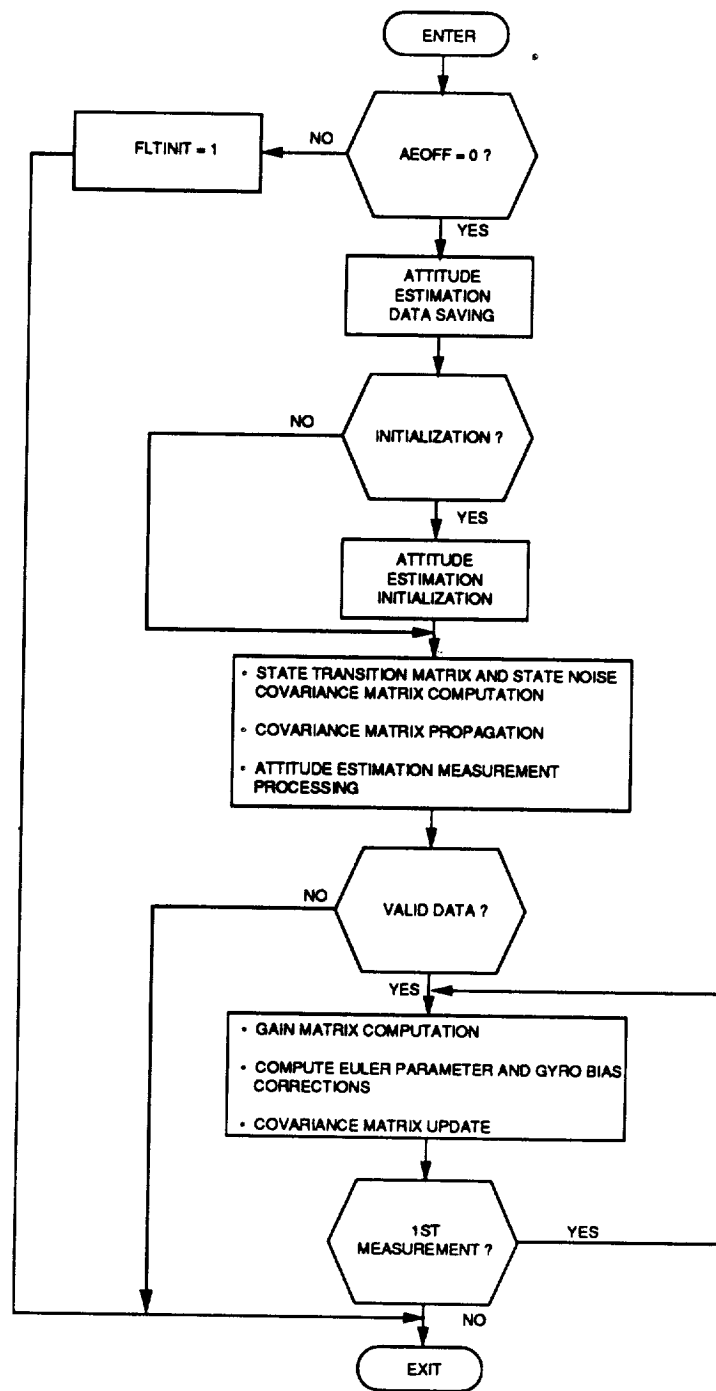 ENTER
NO
FLTINIT = 1
AEOFF = 0 ?
YES
ATTITUDE
ESTIMATION
DATA SAVING
NO
INITIALIZATION ?
YES
ATTITUDE
ESTIMATION
INITIALIZATION
• STATE TRANSITION MATRIX AND STATE NOISE
COVARIANCE MATRIX COMPUTATION
• COVARIANCE MATRIX PROPAGATION
• ATTITUDE ESTIMATION MEASUREMENT
PROCESSING
NO
VALID DATA ?
YES
• GAIN MATRIX COMPUTATION
• COMPUTE EULER PARAMETER AND GYRO BIAS
CORRECTIONS
• COVARIANCE MATRIX UPDATE
1ST
MEASUREMENT ?
YES
NO
EXIT